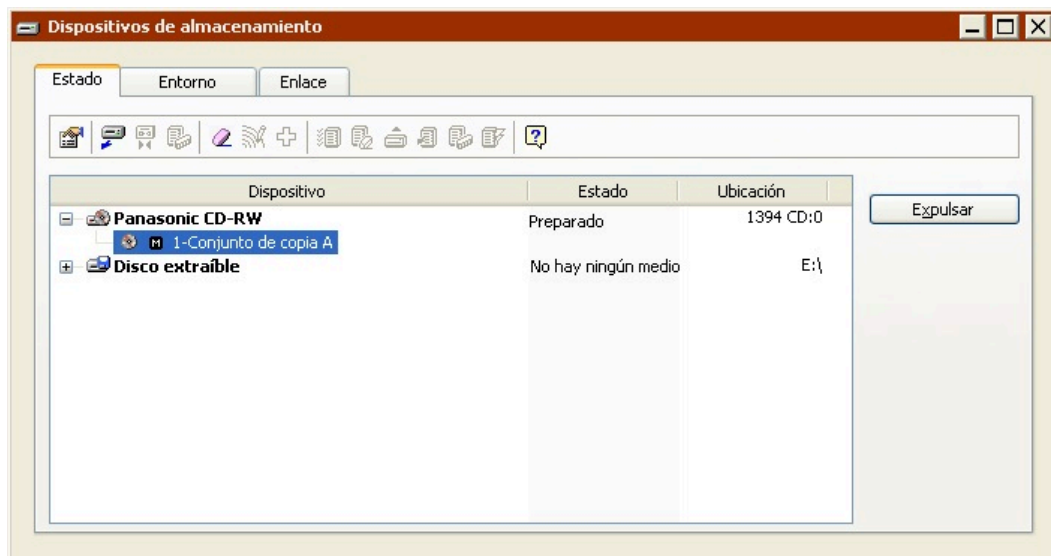 Dispositivos de almacenamiento
Estado Entorno Enlace
Dispositivo Estado Ubicación
Panasonic CD-RW Preparado 1394 CD:0
Expulsar
M 1-Conjunto de copia A
Disco extraíble No hay ningún medio E:\